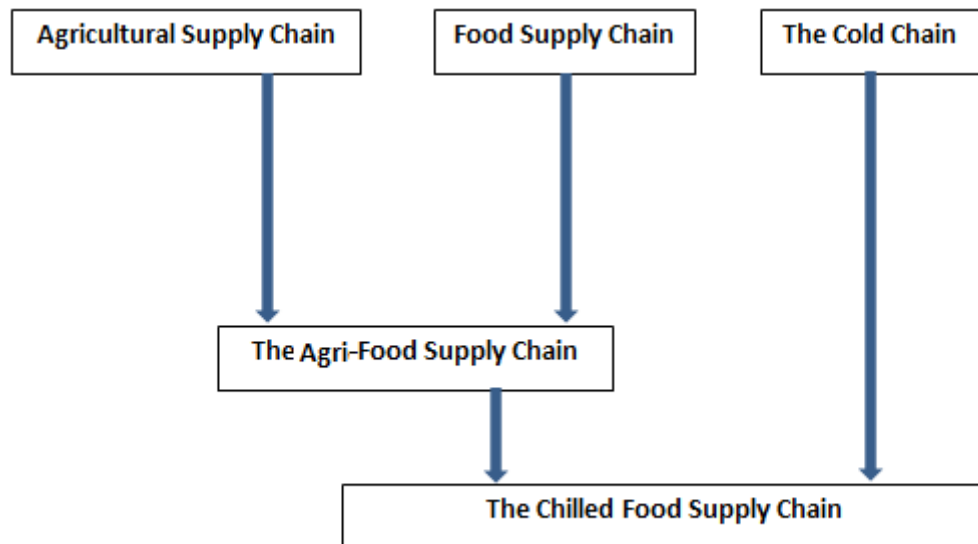 Agricultural Supply Chain
Food Supply Chain
The Cold Chain
The Agri-Food Supply Chain
The Chilled Food Supply Chain